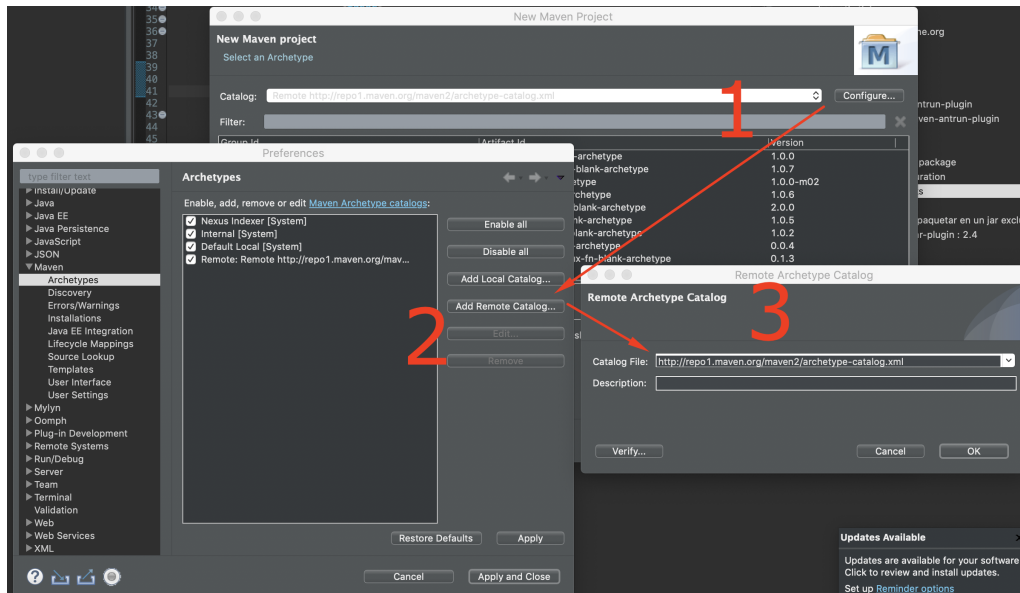 34
35
36
37
38
39
40
41
42
43
44
45
New Maven Project
New Maven project
Select an Archetype
M
Catalog:
Remote http://repo1.maven.org/maven2/archetype-catalog.xml
Configure...
Filter:
Group Id
Artifact Id
Version
-archetype
1.0.0
-blank-archetype
1.0.7
1.0.0-m02
1.0.6
blank-archetype
2.0.0
nk-archetype
1.0.5
-blank-archetype
1.0.2
-archetype
0.0.4
x-fn-blank-archetype
0.1.3
1
ne.org
antrun-plugin
ven-antrun-plugin
package
s
paquetar en un jar exclu
r-plugin : 2.4
Preferences
type filter text
Install/Update
Java
Java EE
Java Persistence
JavaScript
JSON
Maven
Archetypes
Discovery
Errors/Warnings
Installations
Java EE Integration
Lifecycle Mappings
Source Lookup
Templates
User Interface
User Settings
Mylyn
Oomph
Plug-in Development
Remote Systems
Run/Debug
Server
Team
Terminal
Validation
Web
Web Services
XML
Archetypes
Enable, add, remove or edit Maven Archetype catalogs:
Nexus Indexer [System]
Internal [System]
Default Local [System]
Remote: Remote http://repo1.maven.org/mav...
Enable all
Disable all
Add Local Catalog...
Add Remote Catalog...
Edit...
Remove
2
Restore Defaults
Apply
?
Cancel
Apply and Close
Remote Archetype Catalog
Remote Archetype Catalog
3
Catalog File:
http://repo1.maven.org/maven2/archetype-catalog.xml
Description:
Verify...
Cancel
OK
Updates Available
x
Updates are available for your software.
Click to review and install updates.
Set up Reminder options